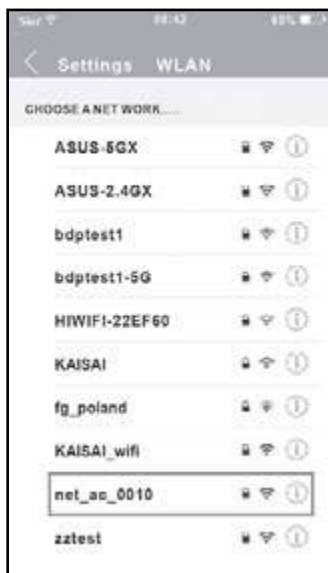 Settings WLAN
CHOOSE A NET WORK.....
ASUS-5GX
ASUS-2.4GX
bdptest1
bdptest1-5G
HIWIFI-22EF60
KAISAI
fg_poland
KAISAI_wifi
net_ac_0010
zztest